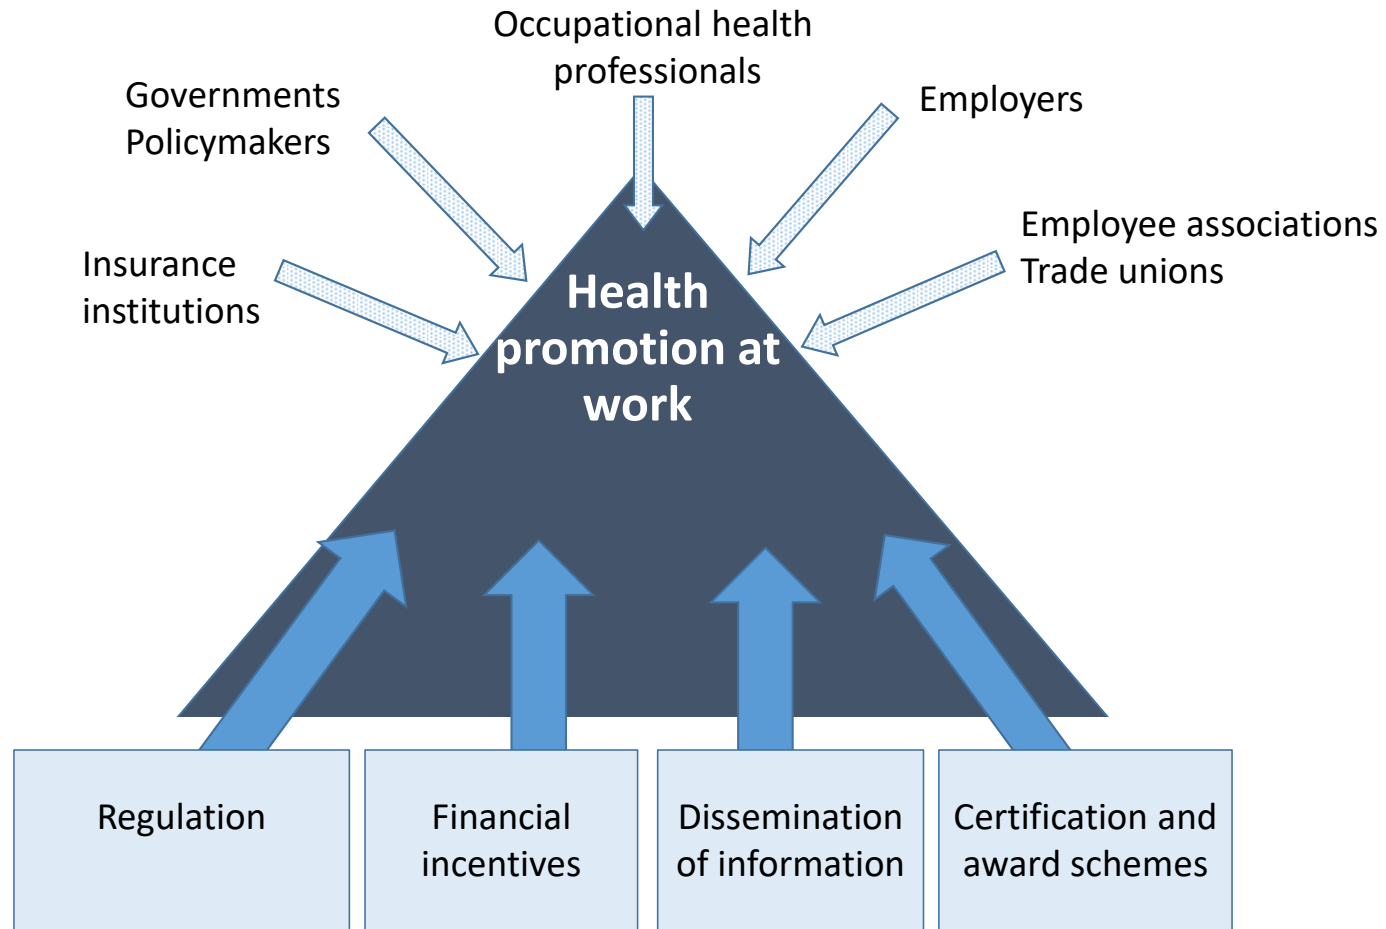 Occupational health
professionals
Governments
Policymakers
Employers
Employee associations
Trade unions
Insurance
institutions
Health
promotion at
work
Regulation
Financial
incentives
Dissemination
of information
Certification and
award schemes